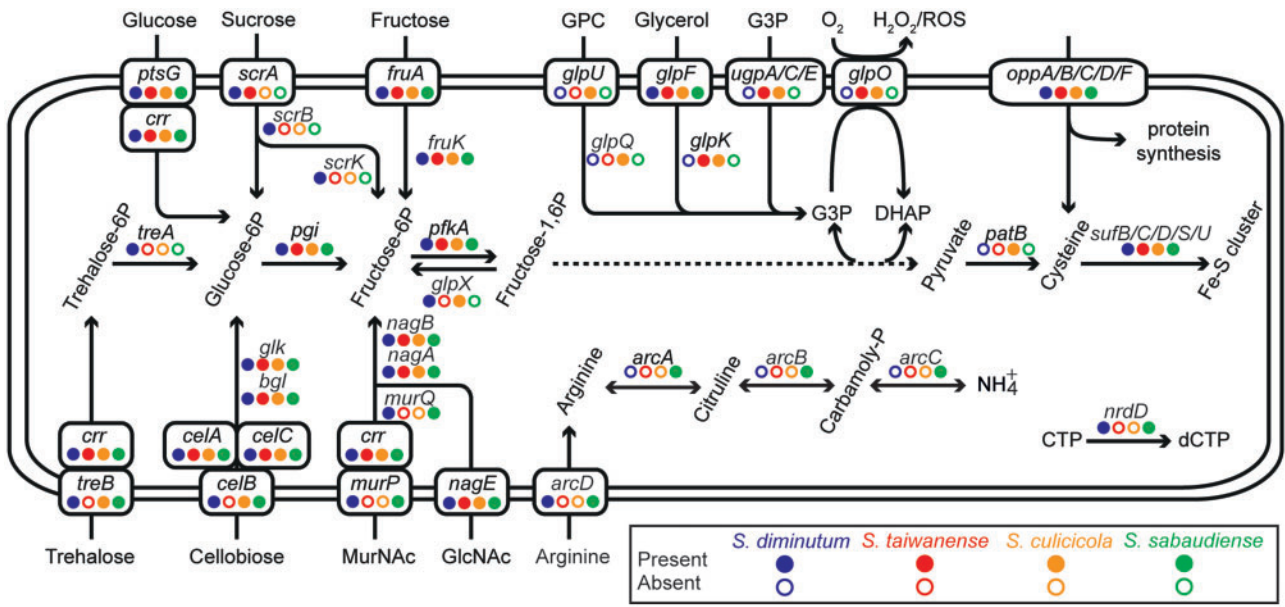 Glucose
Sucrose
Fructose
GPC
Glycerol
G3P
O2
H2O2/ROS
ptsG
scrA
fruA
glpU
glpF
ugpA/C/E
glpO
oppA/B/C/D/F
crr
scrB
scrK
fruK
glpQ
glpK
protein
synthesis
Trehalose-6P
treA
Glucose-6P
pgi
Fructose-6P
pfkA
glpX
Fructose-1,6P
G3P
DHAP
Pyruvate
patB
Cysteine
sufB/C/D/S/U
Fe-S cluster
glk
bgl
nagB
nagA
murQ
Arginine
arcA
Citruline
arcB
Carbamoly-P
arcC
NH4+
crr
celA
celC
crr
nrdD
CTP
dCTP
treB
celB
murP
nagE
arcD
Trehalose
Cellobiose
MurNAc
GlcNAc
Arginine
S. diminutum
S. taiwanense
S. culicicola
S. sabaudiense
Present
Absent